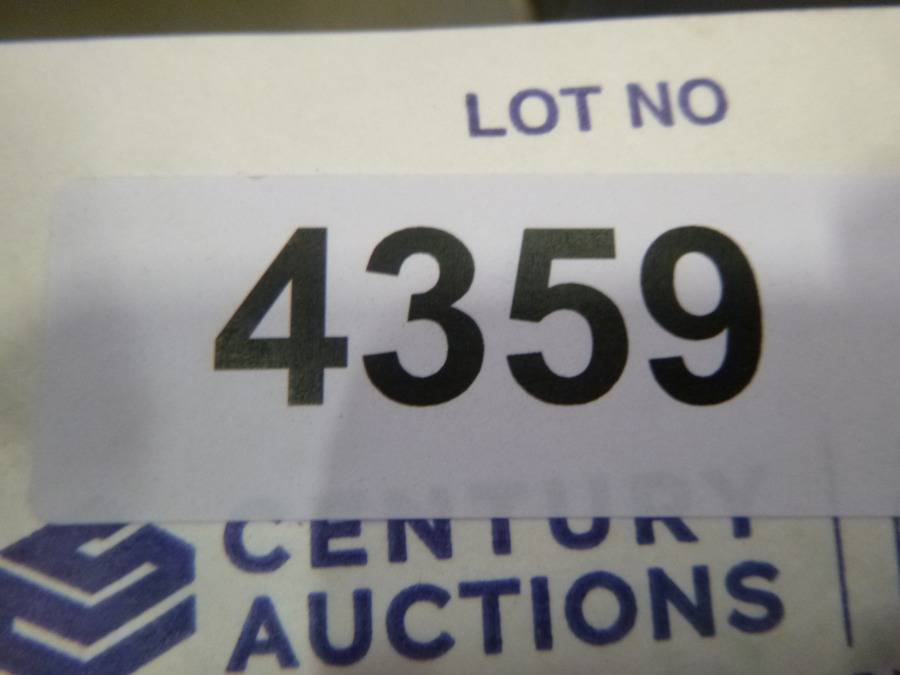 LOT NO
4359
CENTURY
AUCTIONS